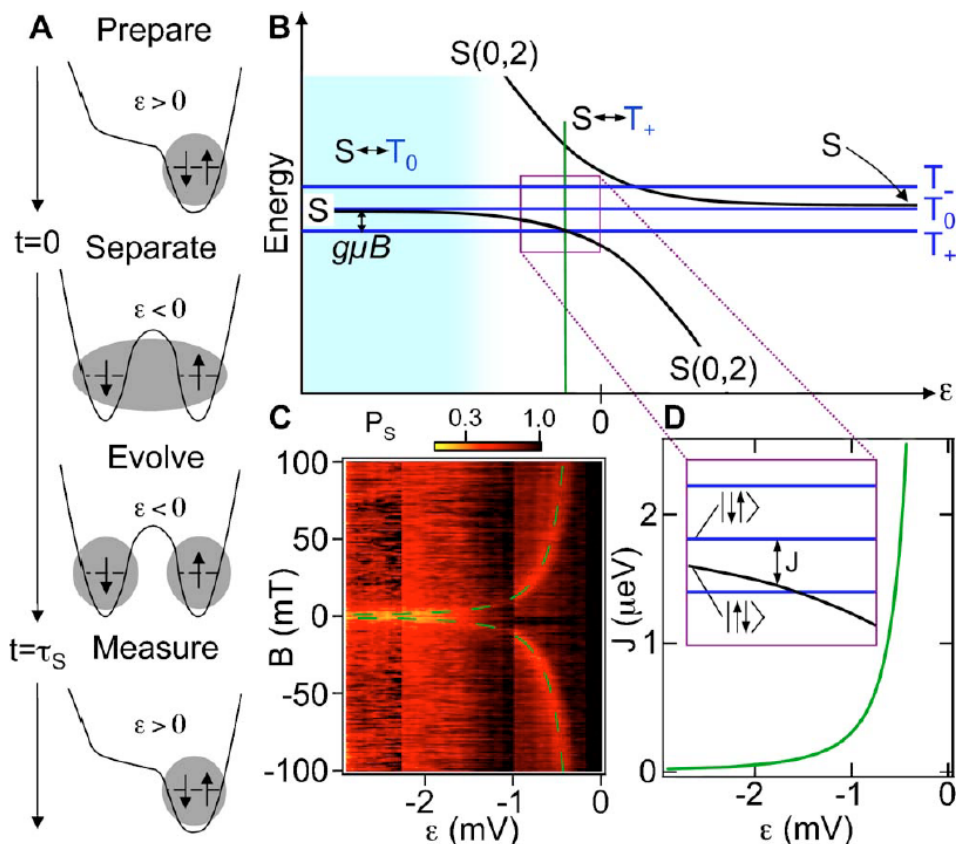 A
Prepare
ε > 0
t=0
Separate
ε < 0
Evolve
ε < 0
t=τS
Measure
ε > 0
B
Energy
S(0,2)
S↔T+
S↔T0
S
S
T-
T0
T+
gμB
S(0,2)
0
ε
C
PS
0.3
1.0
100
50
0
-50
-100
B (mT)
-2
-1
0
ε (mV)
D
J (μeV)
2
1
0
|↓↑⟩
J
|↑↓⟩
-2
-1
0
ε (mV)